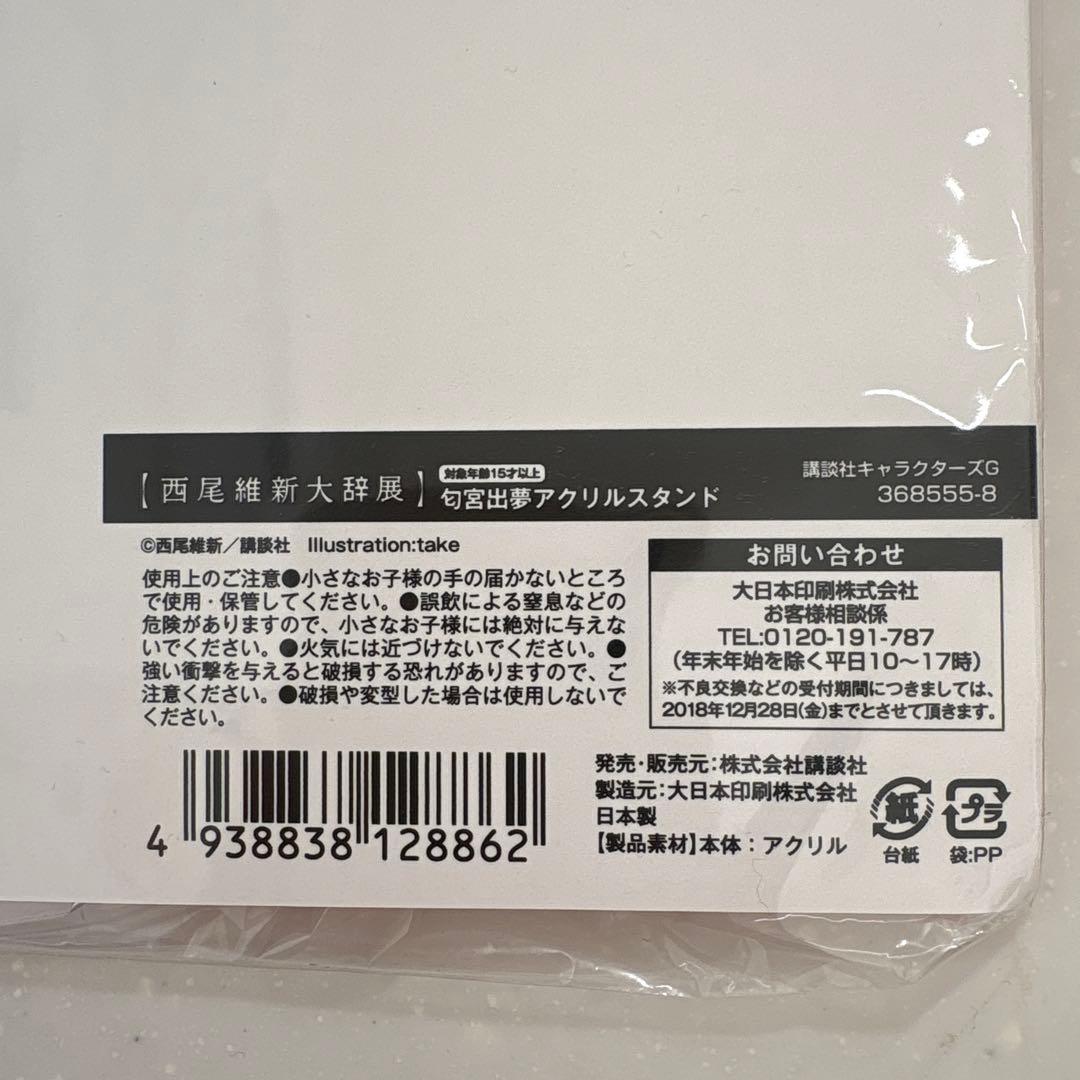 【西尾維新大辞展】
対象年齢15才以上
匂宮出夢アクリルスタンド
講談社キャラクターズG
368555-8
©西尾維新／講談社　Illustration:take
使用上のご注意●小さなお子様の手の届かないところ
で使用・保管してください。●誤飲による窒息などの
危険がありますので、小さなお子様には絶対に与えな
いでください。●火気には近づけないでください。●
強い衝撃を与えると破損する恐れがありますので、ご
注意ください。●破損や変型した場合は使用しないで
ください。
お問い合わせ
大日本印刷株式会社
お客様相談係
TEL:0120-191-787
（年末年始を除く平日10～17時）
※不良交換などの受付期間につきましては、
2018年12月28日(金)までとさせて頂きます。
4 938838 128862
発売・販売元：株式会社講談社
製造元：大日本印刷株式会社
日本製
【製品素材】本体：アクリル
紙
台紙
プラ
袋:PP